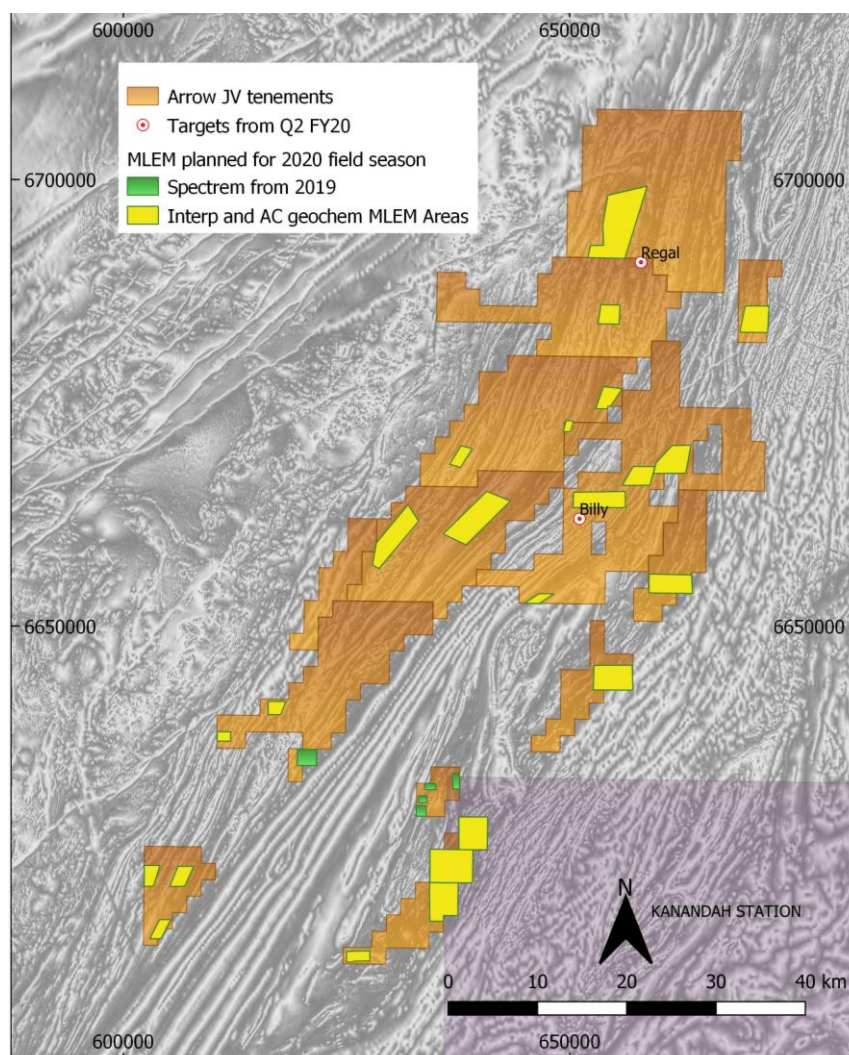 600000
650000
Arrow JV tenements
Targets from Q2 FY20
MLEM planned for 2020 field season
Spectrem from 2019
Interp and AC geochem MLEM Areas
6700000
6700000
Regal
Billy
6650000
6650000
N
KANANDAH STATION
0 10 20 30 40 km
600000
650000